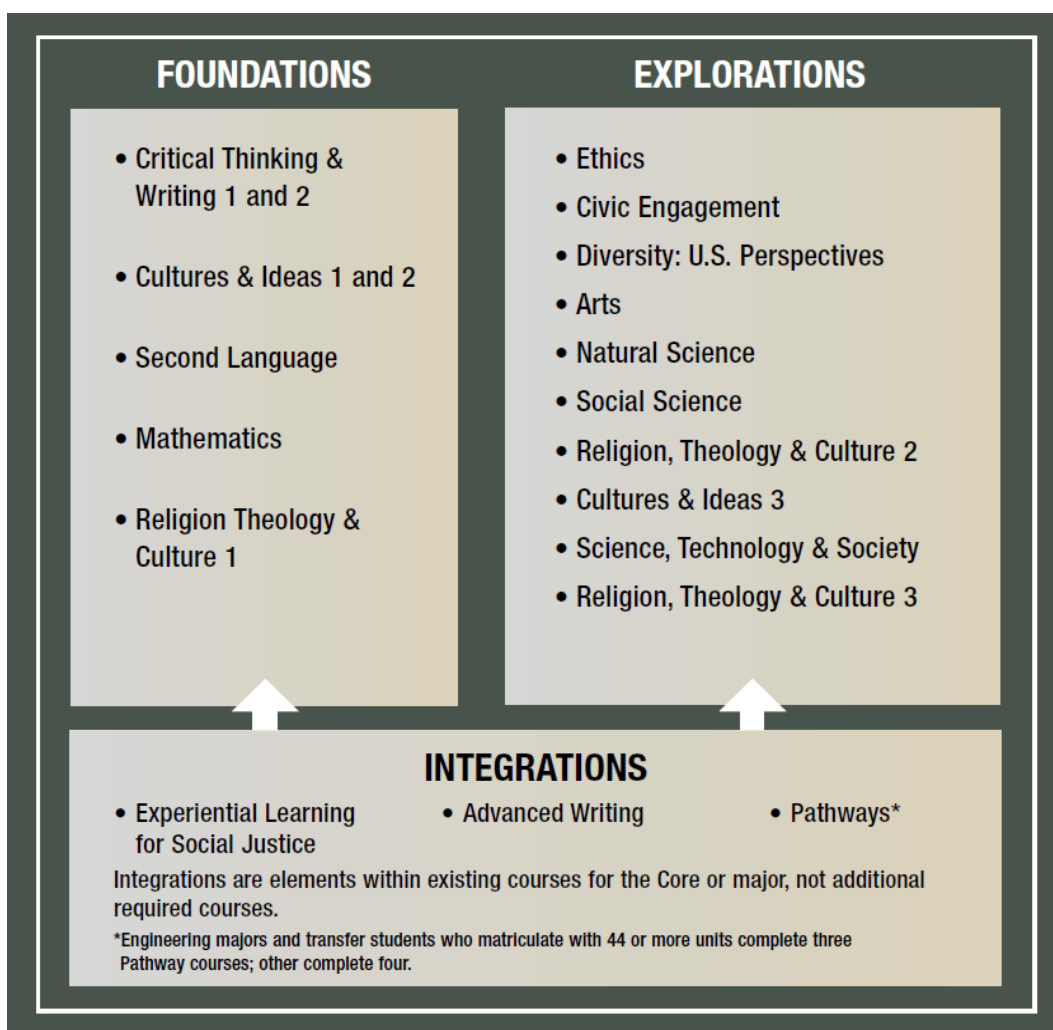 FOUNDATIONS
• Critical Thinking &
Writing 1 and 2
• Cultures & Ideas 1 and 2
• Second Language
• Mathematics
• Religion Theology &
Culture 1
EXPLORATIONS
• Ethics
• Civic Engagement
• Diversity: U.S. Perspectives
• Arts
• Natural Science
• Social Science
• Religion, Theology & Culture 2
• Cultures & Ideas 3
• Science, Technology & Society
• Religion, Theology & Culture 3
INTEGRATIONS
• Experiential Learning
for Social Justice
• Advanced Writing
• Pathways*
Integrations are elements within existing courses for the Core or major, not additional
required courses.
*Engineering majors and transfer students who matriculate with 44 or more units complete three
Pathway courses; other complete four.